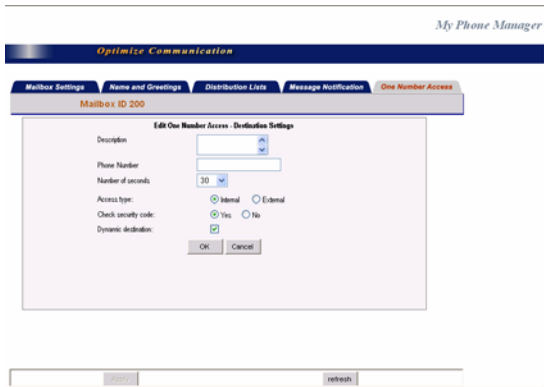 My Phone Manager
Optimize Communication
Mailbox Settings Name and Greetings Distribution Lists Message Notification One Number Access
Mailbox ID 200
Edit One Number Access - Destination Settings
Description
Phone Number
Number of seconds 30
Access type: Internal External
Check security code: Yes No
Dynamic destination:
OK Cancel
Apply refresh